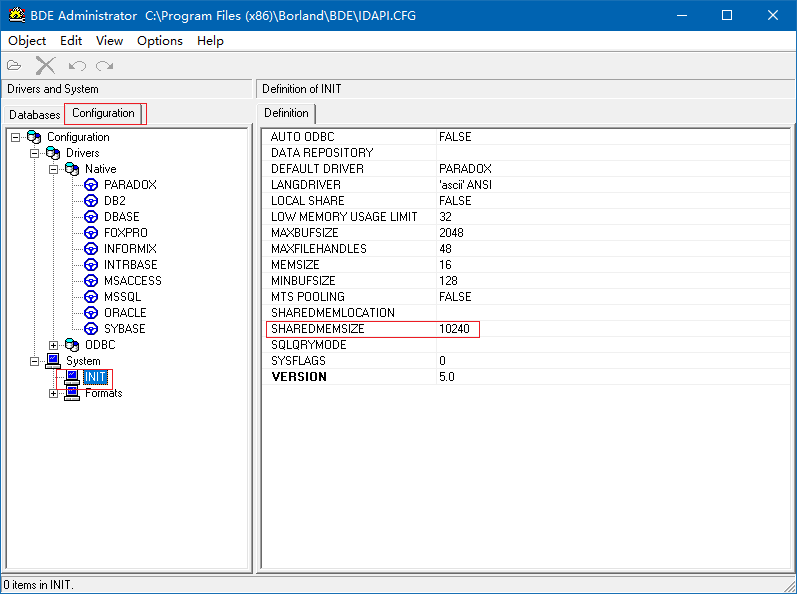 BDE Administrator C:\Program Files (x86)\Borland\BDE\IDAPI.CFG
Object Edit View Options Help
Drivers and System
Definition of INIT
Databases Configuration
Definition
Configuration
Drivers
Native
PARADOX
DB2
DBASE
FOXPRO
INFORMIX
INTRBASE
MSACCESS
MSSQL
ORACLE
SYBASE
ODBC
System
INIT
Formats
AUTO ODBC FALSE
DATA REPOSITORY
DEFAULT DRIVER PARADOX
LANGDRIVER 'ascii' ANSI
LOCAL SHARE FALSE
LOW MEMORY USAGE LIMIT 32
MAXBUFSIZE 2048
MAXFILEHANDLES 48
MEMSIZE 16
MINBUFSIZE 128
MTS POOLING FALSE
SHAREDMEMLOCATION
SHAREDMEMSIZE 10240
SQLQRYMODE
SYSFLAGS 0
VERSION 5.0
0 items in INIT.